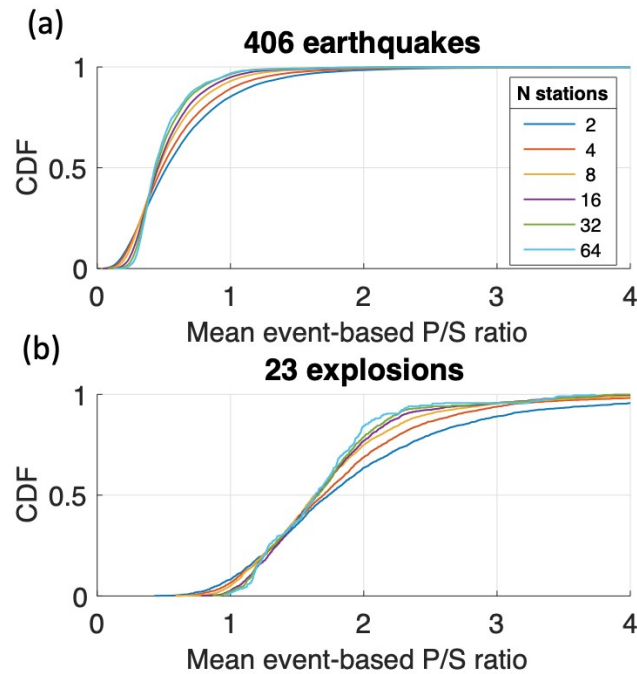 (a)
406 earthquakes
1
0.5
0
CDF
0 1 2 3 4
Mean event-based P/S ratio
N stations
2
4
8
16
32
64
(b)
23 explosions
1
0.5
0
CDF
0 1 2 3 4
Mean event-based P/S ratio